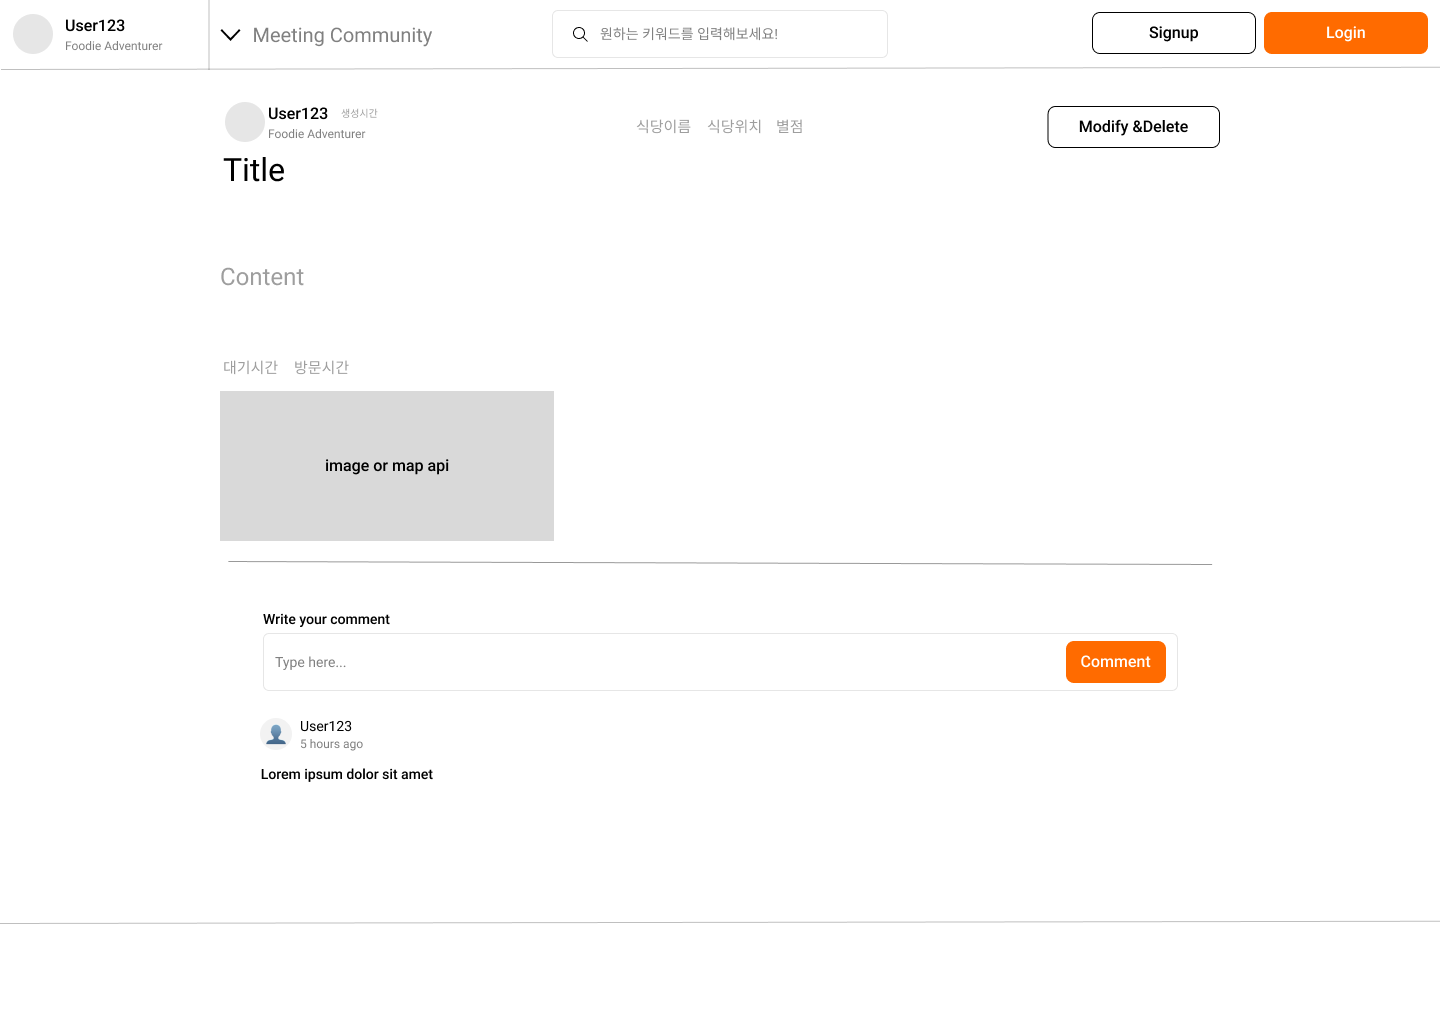 User123
Foodie Adventurer
Meeting Community
원하는 키워드를 입력해보세요!
Signup
Login
User123 생성시간
Foodie Adventurer
식당이름 식당위치 별점
Modify &Delete
Title
Content
대기시간 방문시간
image or map api
Write your comment
Type here...
Comment
User123
5 hours ago
Lorem ipsum dolor sit amet